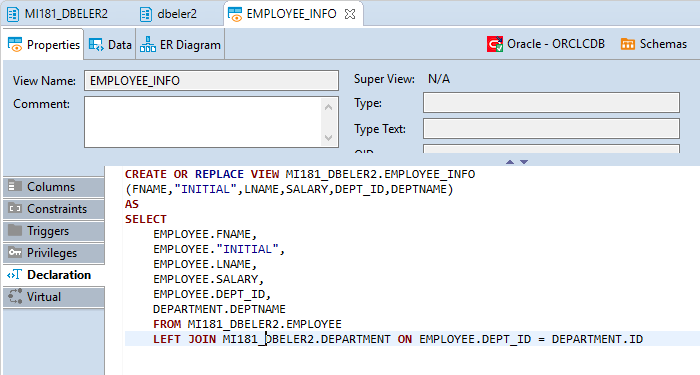 MI181_DBELER2 dbeler2 EMPLOYEE_INFO
Properties Data ER Diagram Oracle - ORCLCDB Schemas
View Name: EMPLOYEE_INFO Super View: N/A
Comment: Type:
Type Text:
Columns
Constraints
Triggers
Privileges
Declaration
Virtual
CREATE OR REPLACE VIEW MI181_DBELER2.EMPLOYEE_INFO
(FNAME,"INITIAL",LNAME,SALARY,DEPT_ID,DEPTNAME)
AS
SELECT
EMPLOYEE.FNAME,
EMPLOYEE."INITIAL",
EMPLOYEE.LNAME,
EMPLOYEE.SALARY,
EMPLOYEE.DEPT_ID,
DEPARTMENT.DEPTNAME
FROM MI181_DBELER2.EMPLOYEE
LEFT JOIN MI181_DBELER2.DEPARTMENT ON EMPLOYEE.DEPT_ID = DEPARTMENT.ID